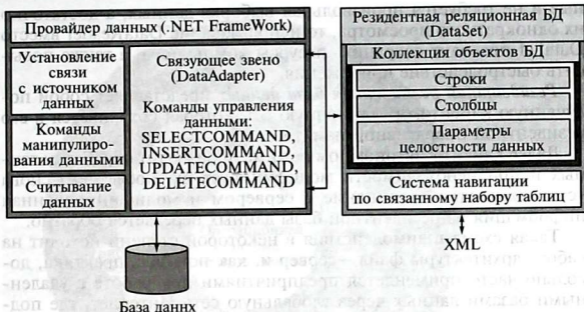 Провайдер данных (.NET FrameWork)
Установление
связи
с источником
данных
Команды
манипулиро-
вания данными
Считывание
данных
Связующее звено
(DataAdapter)
Команды управления
данными:
SELECTCOMMAND,
INSERTCOMMAND,
UPDATECOMMAND,
DELETECOMMAND
Резидентная реляционная БД
(DataSet)
Коллекция объектов БД
Строки
Столбцы
Параметры
целостности данных
Система навигации
по связанному набору таблиц
XML
База даннх